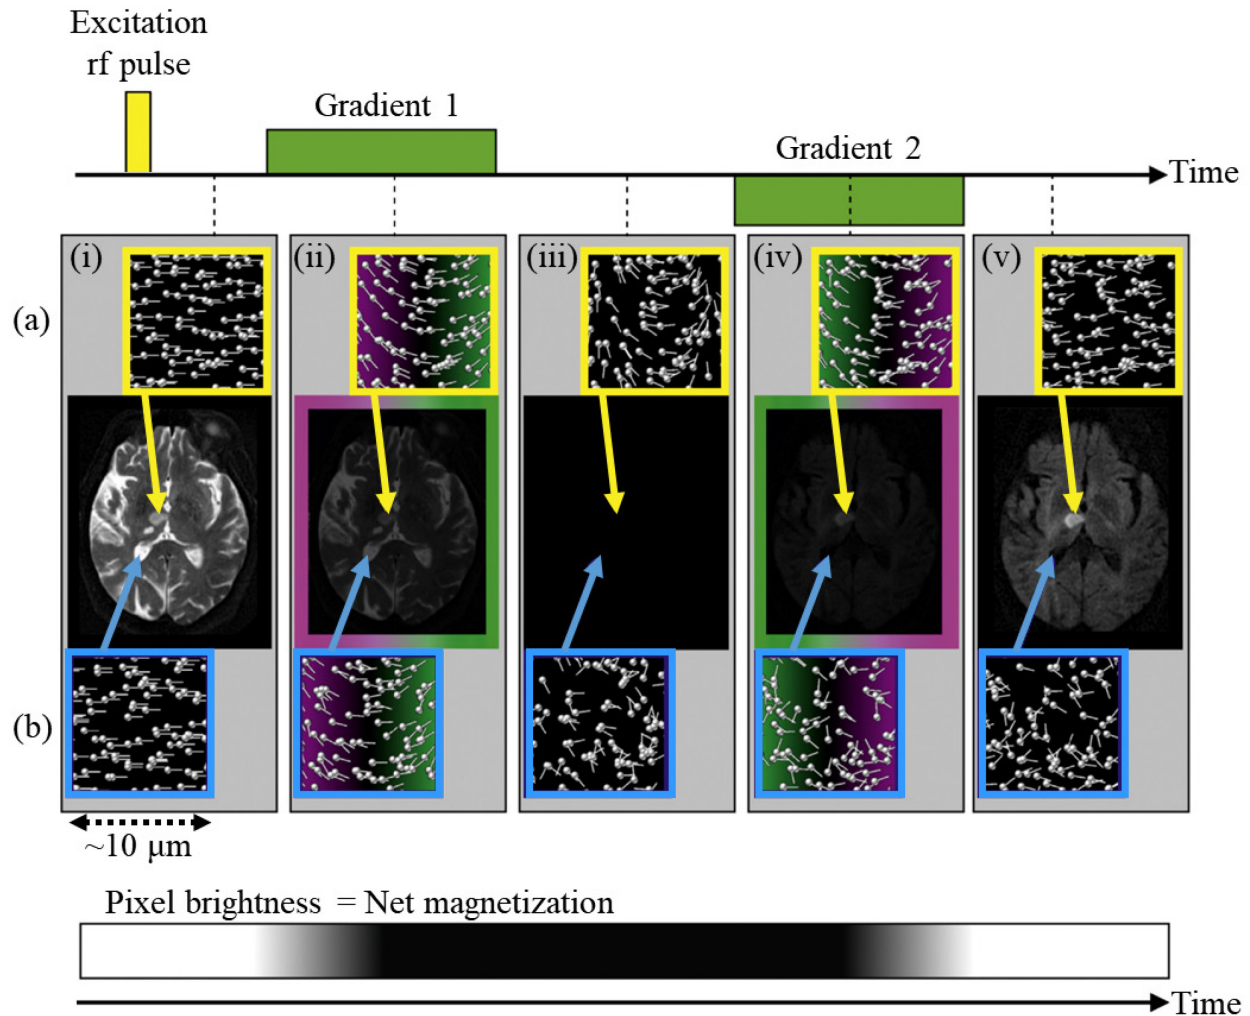 Excitation
rf pulse
Gradient 1
Gradient 2
Time
(i)
(ii)
(iii)
(iv)
(v)
(a)
(b)
~10 μm
Pixel brightness = Net magnetization
Time